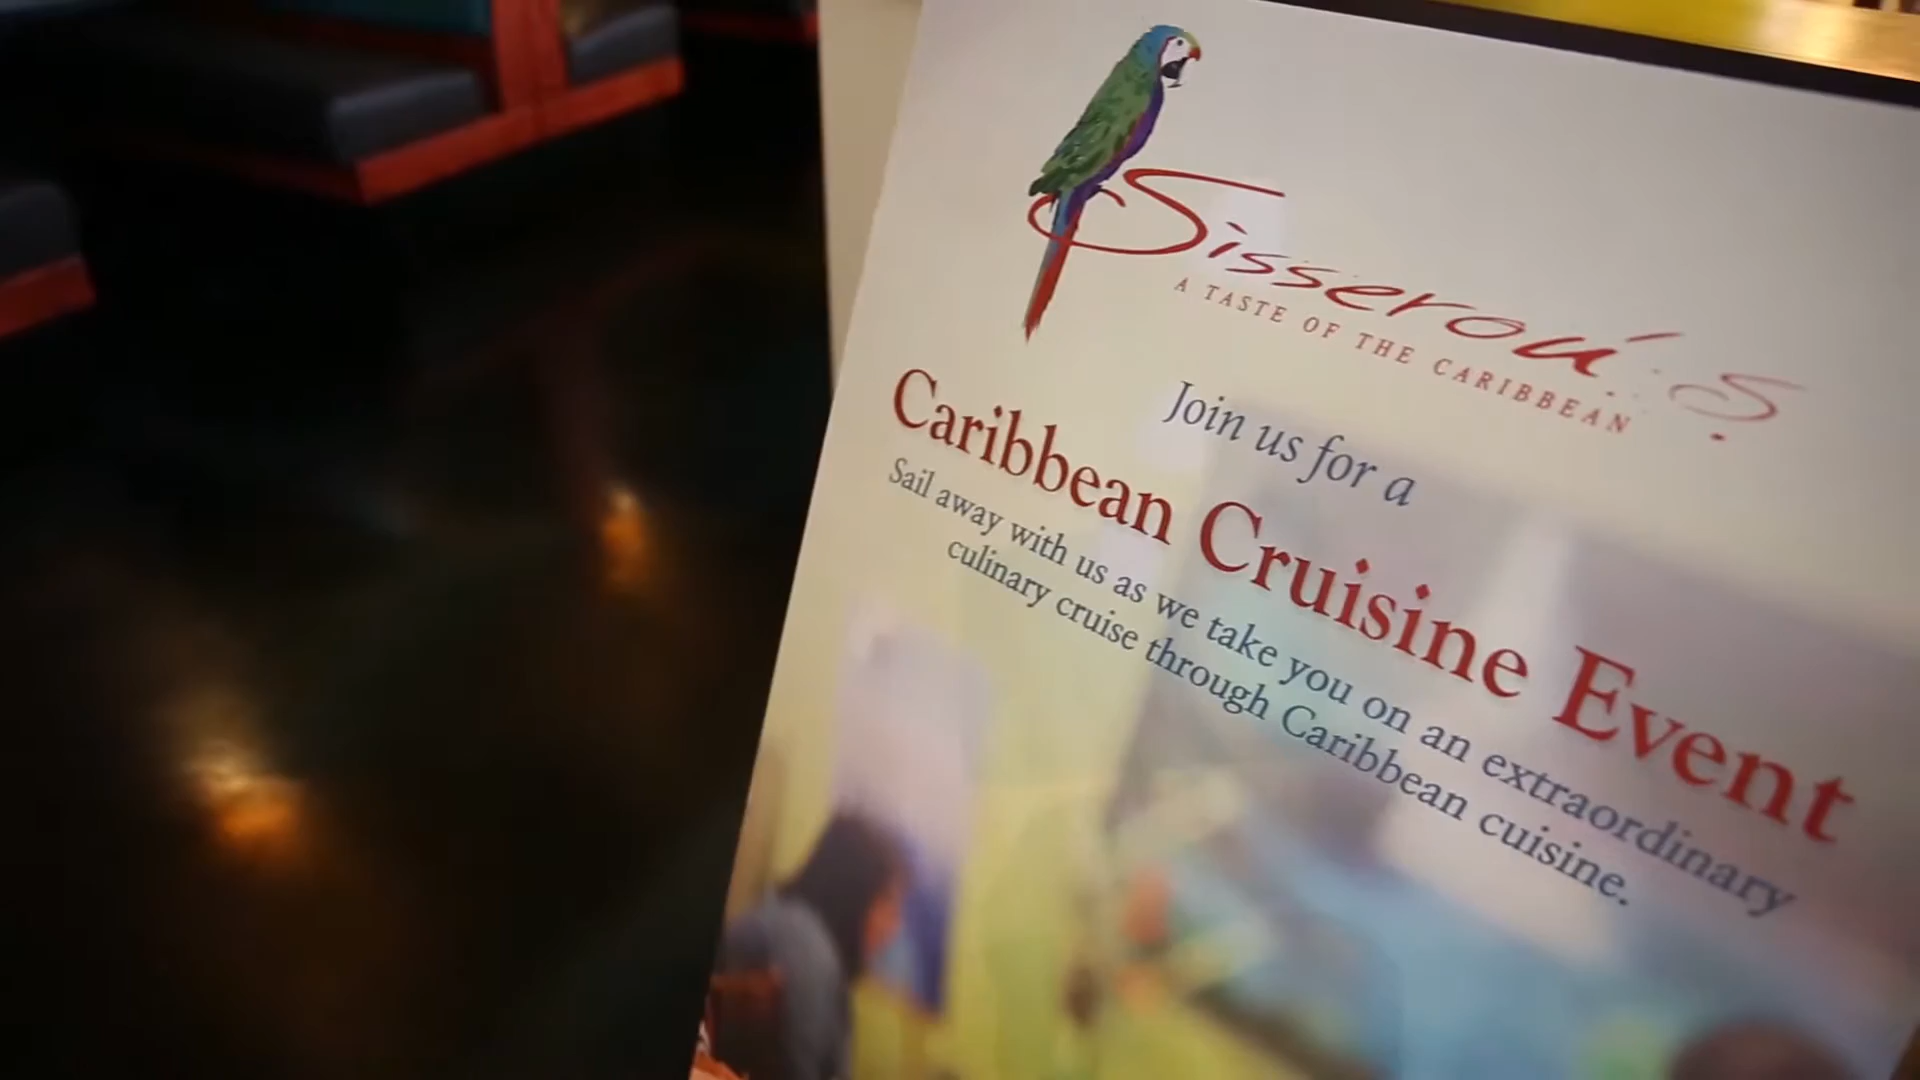 Sisserou's
A TASTE OF THE CARIBBEAN
Join us for a
Caribbean Cruisine Event
Sail away with us as we take you on an extraordinary
culinary cruise through Caribbean cuisine.